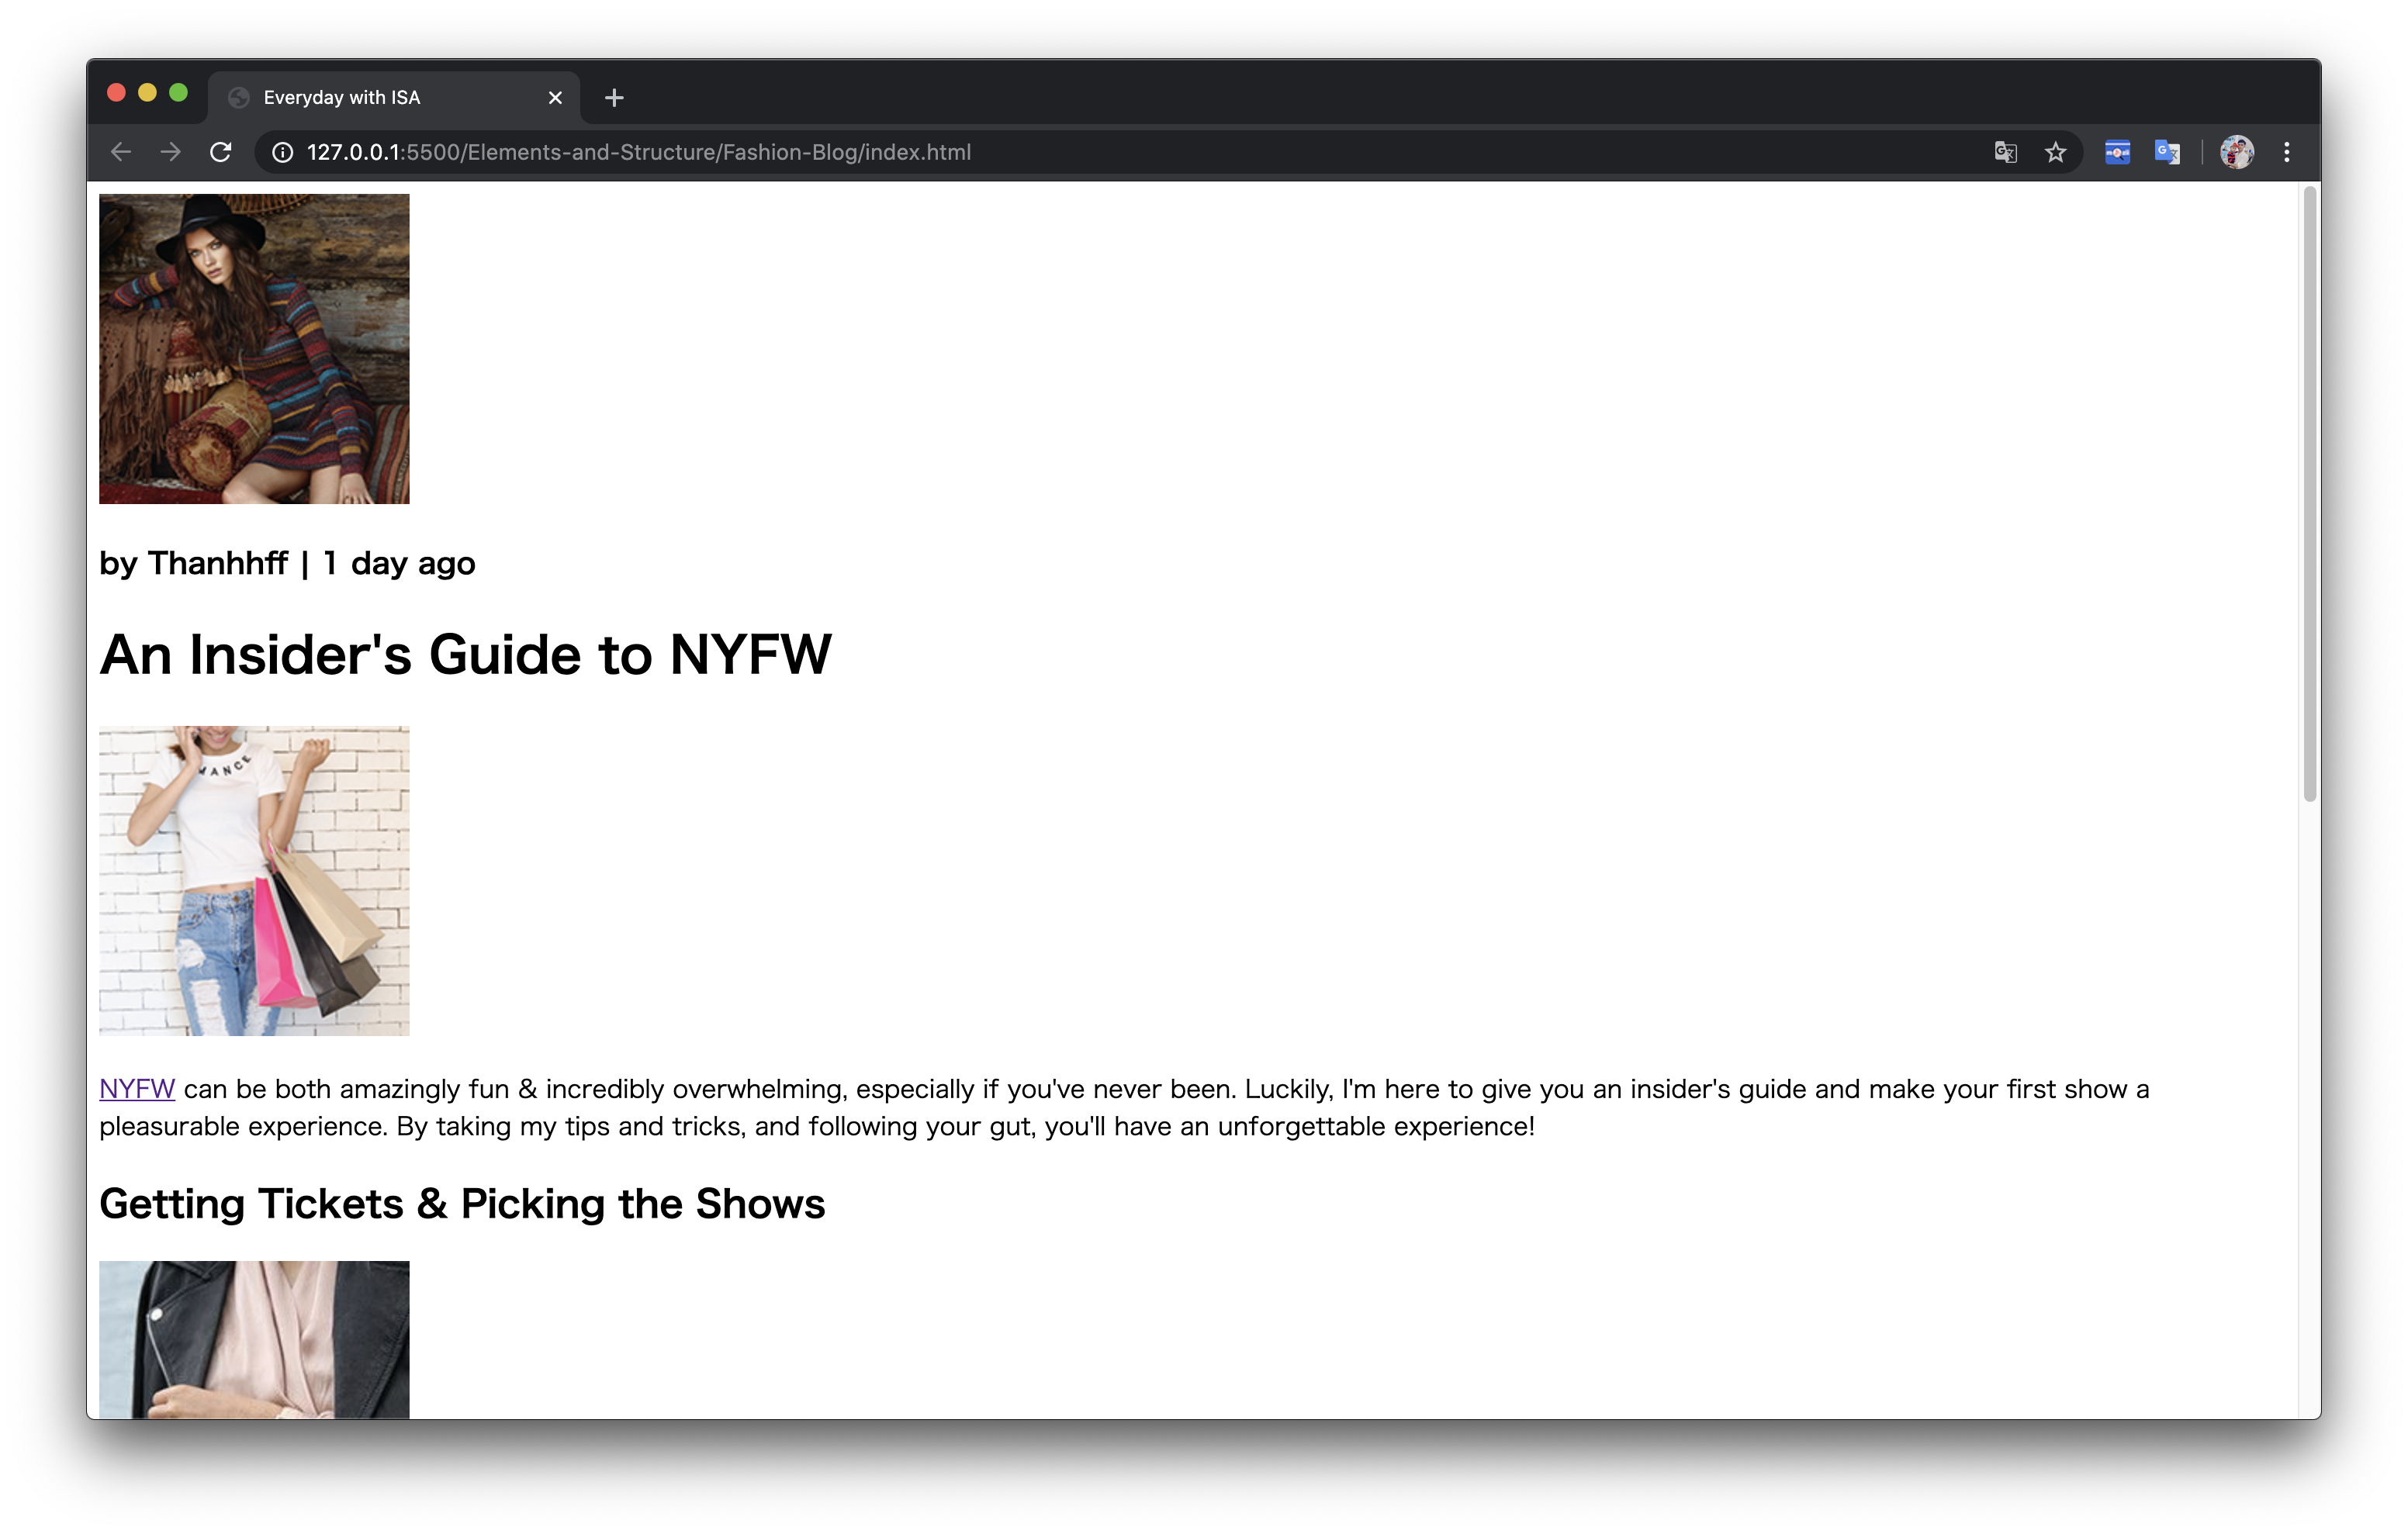 Everyday with ISA
127.0.0.1:5500/Elements-and-Structure/Fashion-Blog/index.html
by Thanhhff | 1 day ago
An Insider's Guide to NYFW
MANCE
NYFW can be both amazingly fun & incredibly overwhelming, especially if you've never been. Luckily, I'm here to give you an insider's guide and make your first show a
pleasurable experience. By taking my tips and tricks, and following your gut, you'll have an unforgettable experience!
Getting Tickets & Picking the Shows